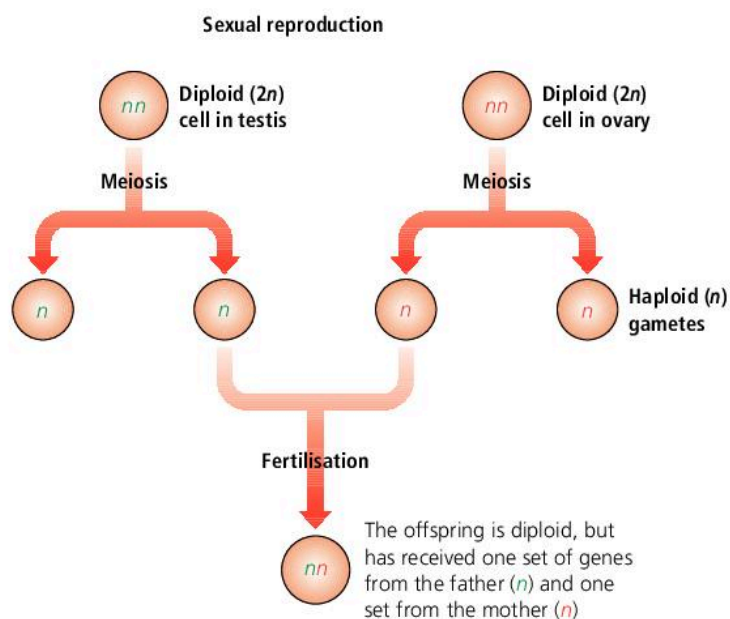 Sexual reproduction
nn
Diploid (2n)
cell in testis
nn
Diploid (2n)
cell in ovary
Meiosis
Meiosis
n
n
n
n
Haploid (n)
gametes
Fertilisation
nn
The offspring is diploid, but
has received one set of genes
from the father (n) and one
set from the mother (n)